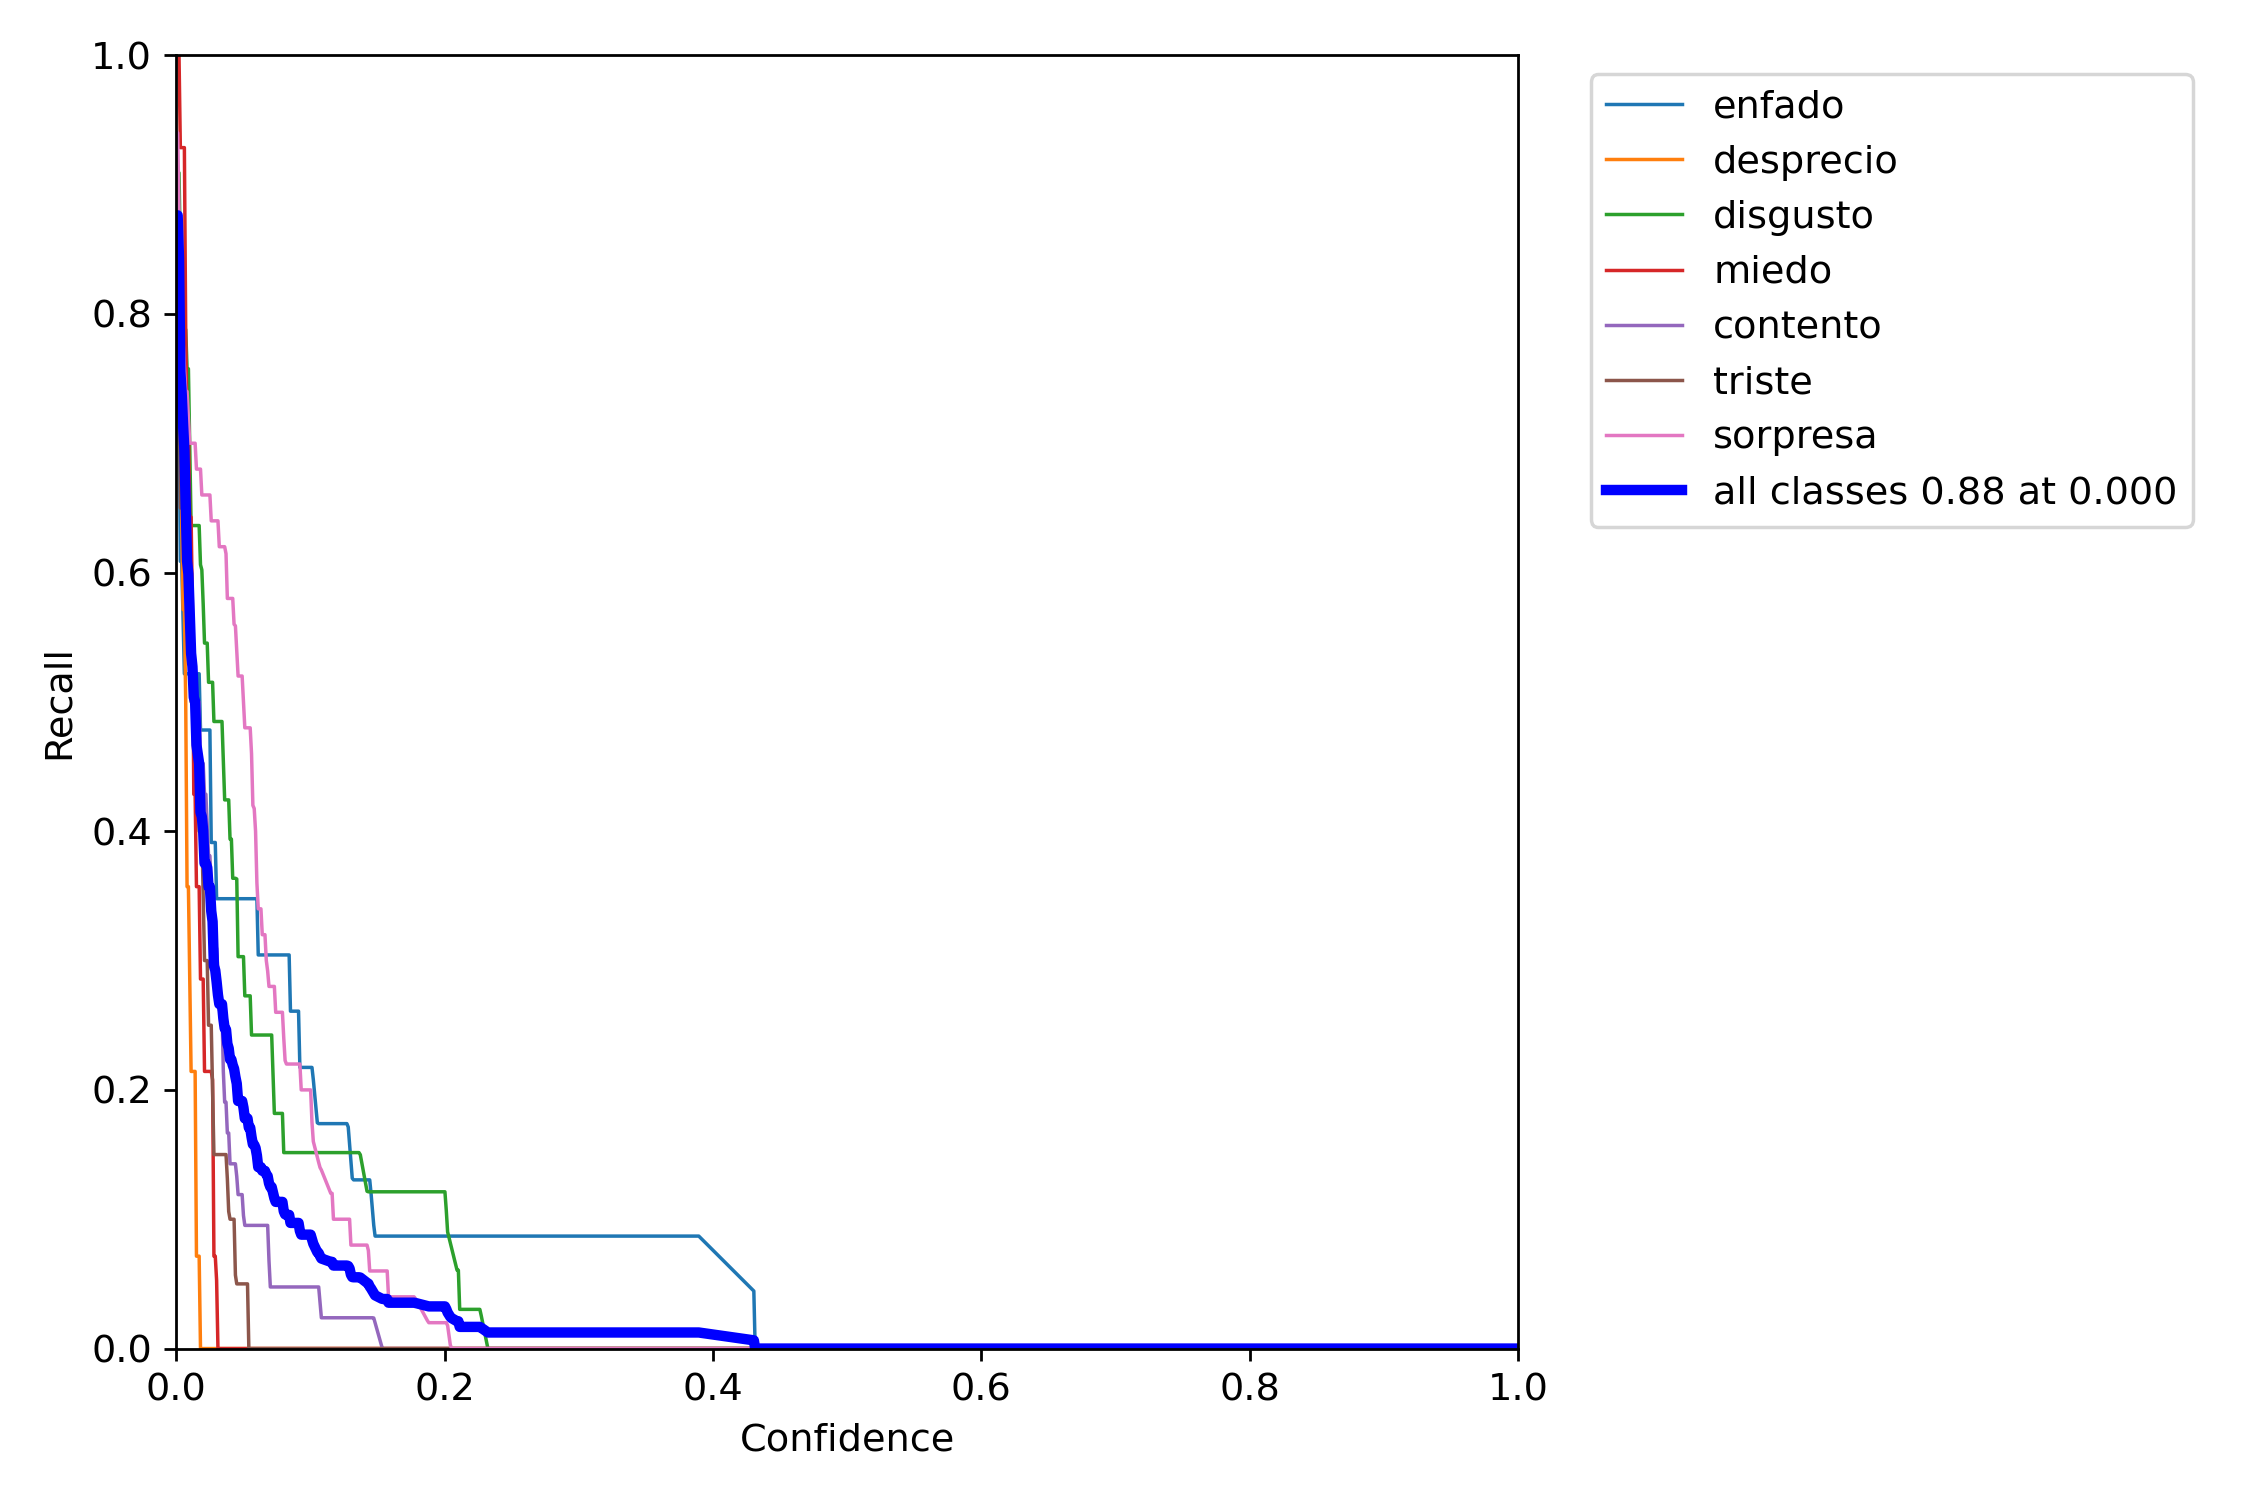 1.0
0.8
0.6
0.4
0.2
0.0
Recall
0.0 0.2 0.4 0.6 0.8 1.0
Confidence
enfado
desprecio
disgusto
miedo
contento
triste
sorpresa
all classes 0.88 at 0.000